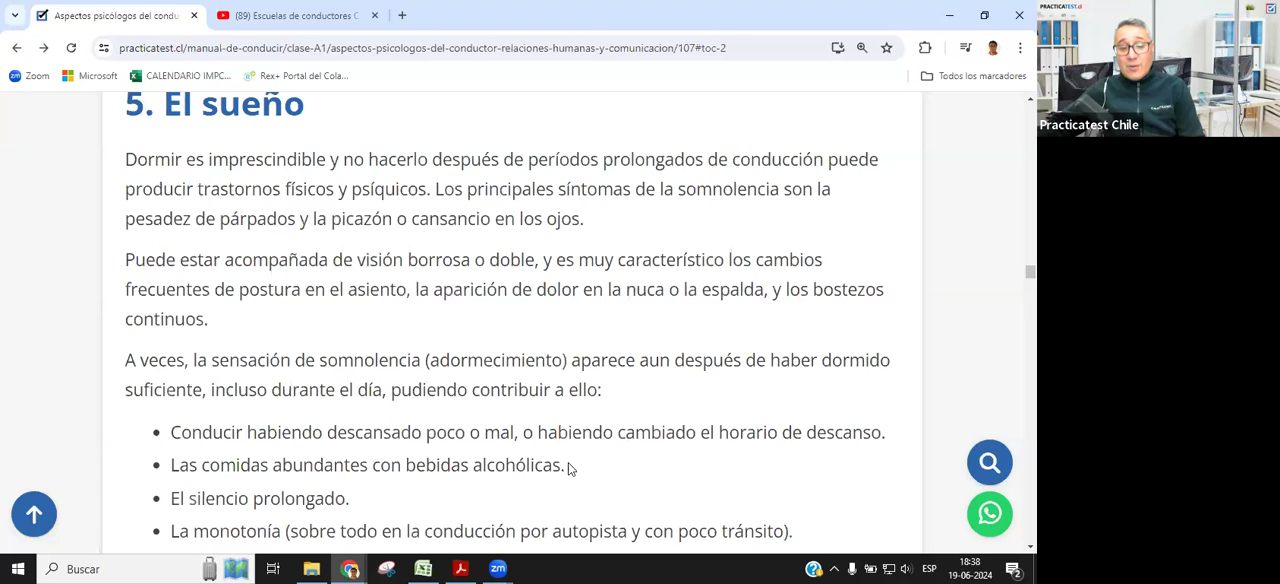 Aspectos psicólogos del condu.
(89) Escuelas de conductores C
practicatest.cl/manual-de-conducir/clase-A1/aspectos-psicologos-del-conductor-relaciones-humanas-y-comunicacion/107#toc-2
Zoom
Microsoft
CALENDARIO IMPC...
Rex+ Portal del Cola...
Todos los marcadores
PRACTICATEST.cl
Practicatest Chile
5. El sueño
Dormir es imprescindible y no hacerlo después de períodos prolongados de conducción puede
producir trastornos físicos y psíquicos. Los principales síntomas de la somnolencia son la
pesadez de párpados y la picazón o cansancio en los ojos.
Puede estar acompañada de visión borrosa o doble, y es muy característico los cambios
frecuentes de postura en el asiento, la aparición de dolor en la nuca o la espalda, y los bostezos
continuos.
A veces, la sensación de somnolencia (adormecimiento) aparece aun después de haber dormido
suficiente, incluso durante el día, pudiendo contribuir a ello:
• Conducir habiendo descansado poco o mal, o habiendo cambiado el horario de descanso.
• Las comidas abundantes con bebidas alcohólicas.
• El silencio prolongado.
• La monotonía (sobre todo en la conducción por autopista y con poco tránsito).
Buscar
ESP
18:38
19-06-2024
2